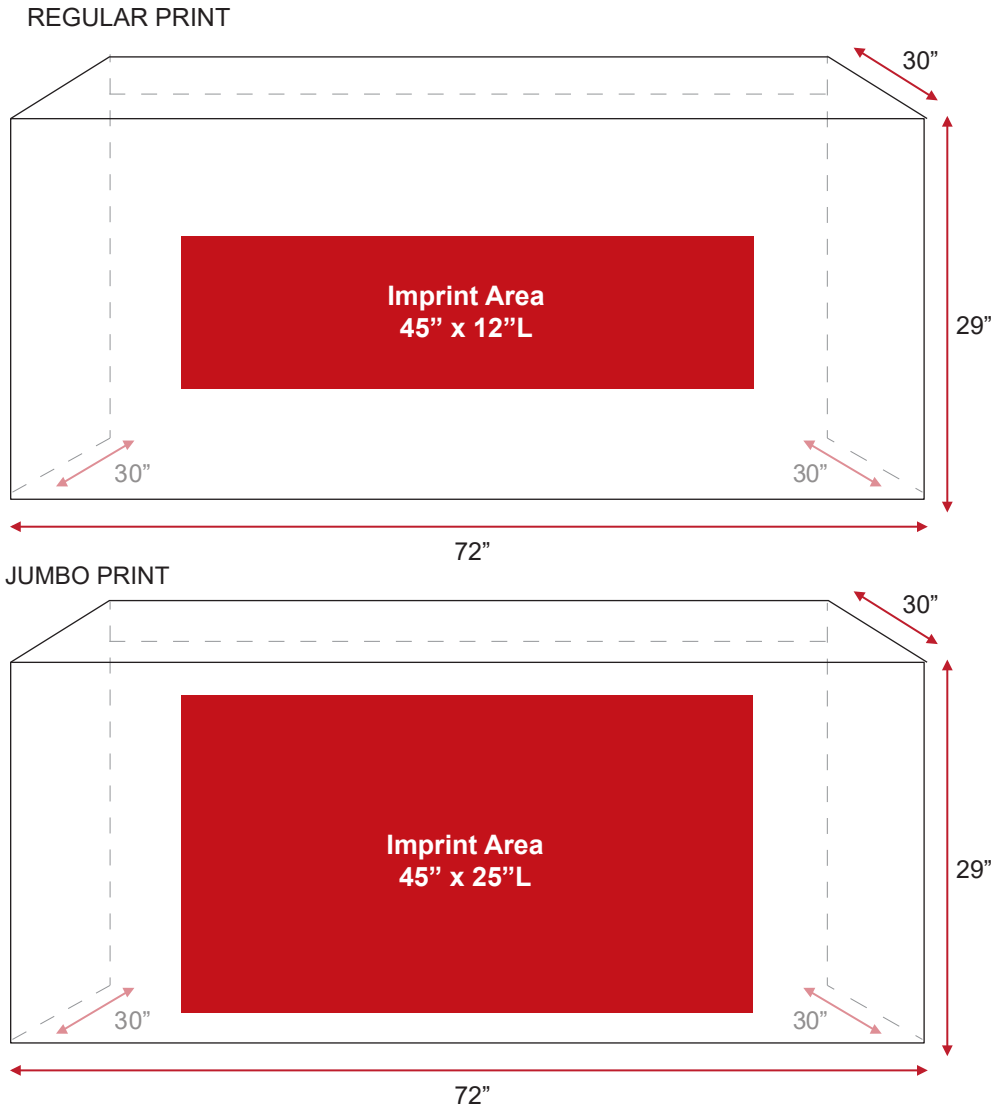 REGULAR PRINT
30”
Imprint Area
45” x 12”L
29”
30”
30”
72”
JUMBO PRINT
30”
Imprint Area
45” x 25”L
29”
30”
30”
72”